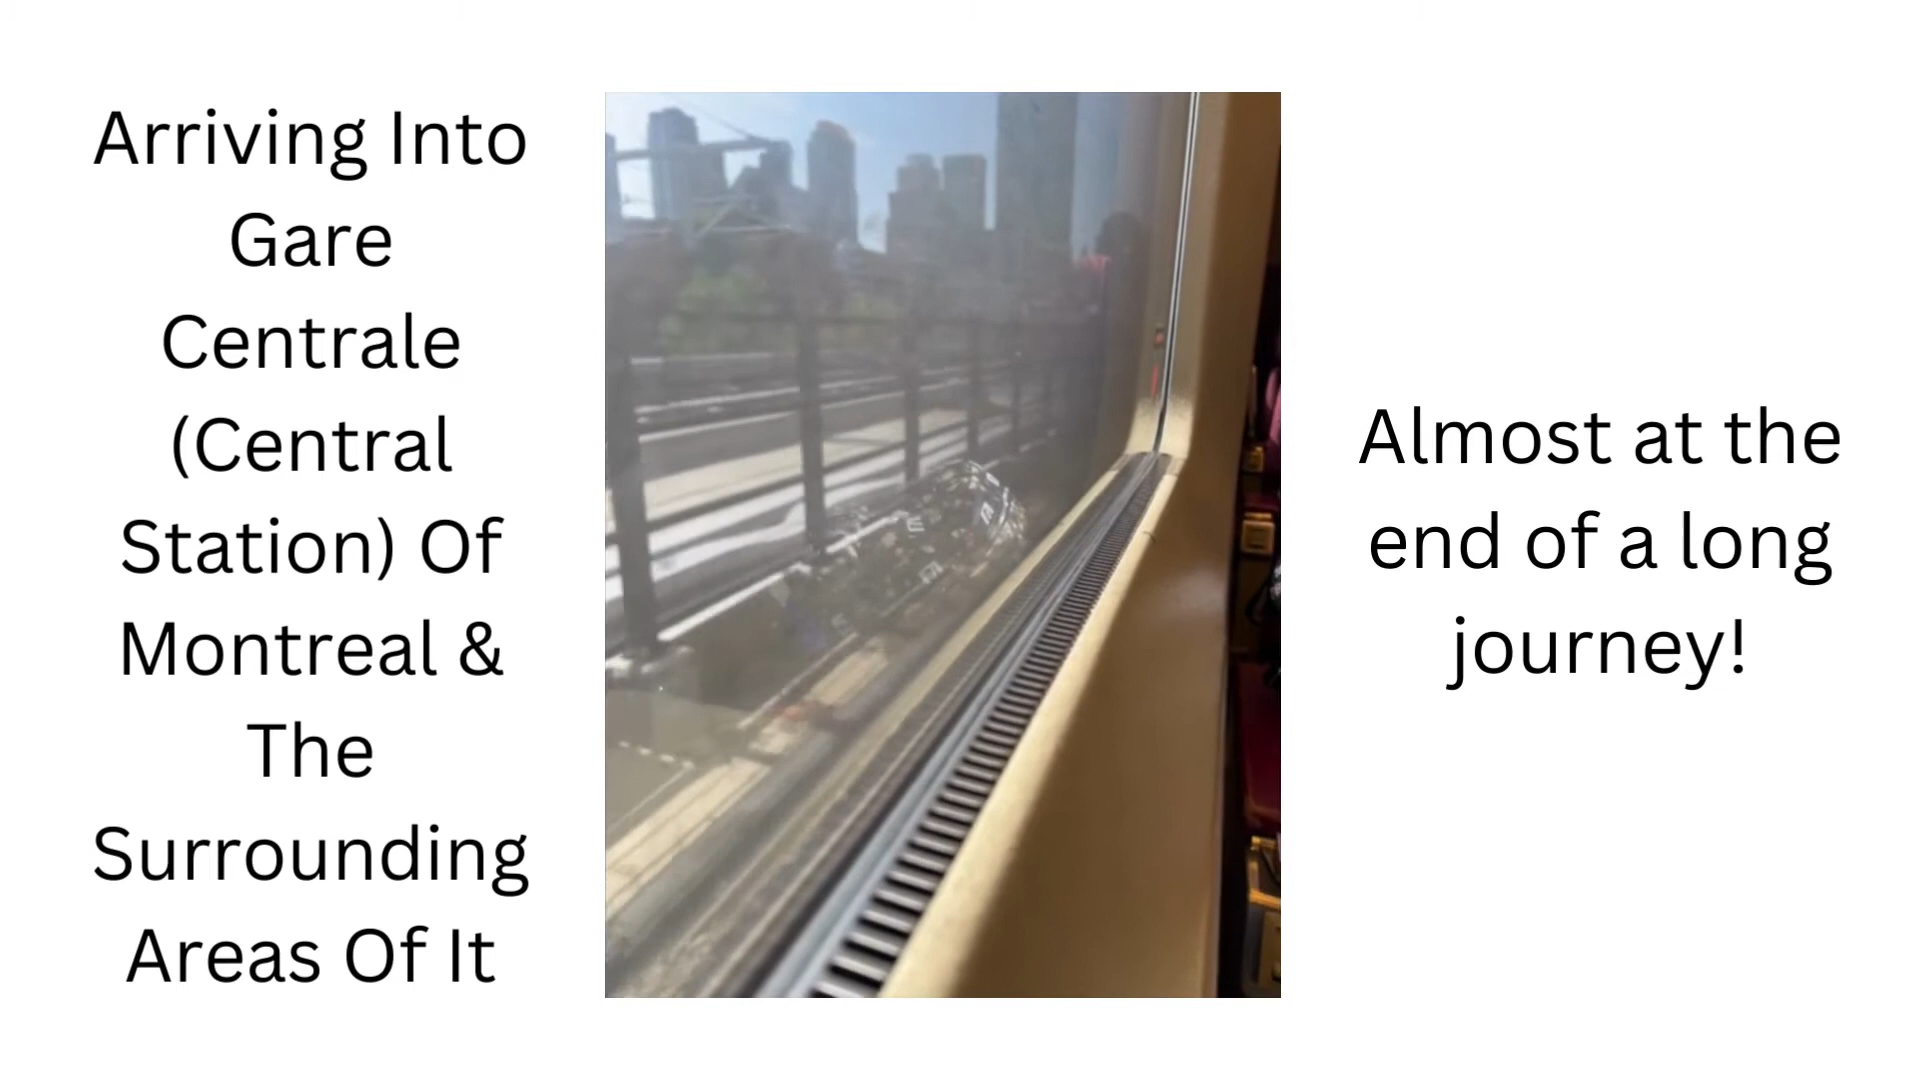 Arriving Into
Gare
Centrale
(Central
Station) Of
Montreal &
The
Surrounding
Areas Of It
Almost at the
end of a long
journey!